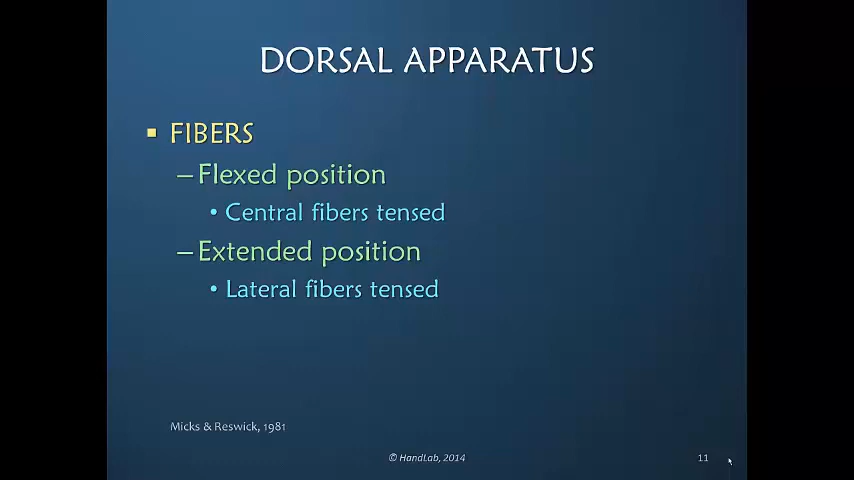 DORSAL APPARATUS
▪ FIBERS
– Flexed position
• Central fibers tensed
– Extended position
• Lateral fibers tensed
Micks & Reswick, 1981
© HandLab, 2014
11